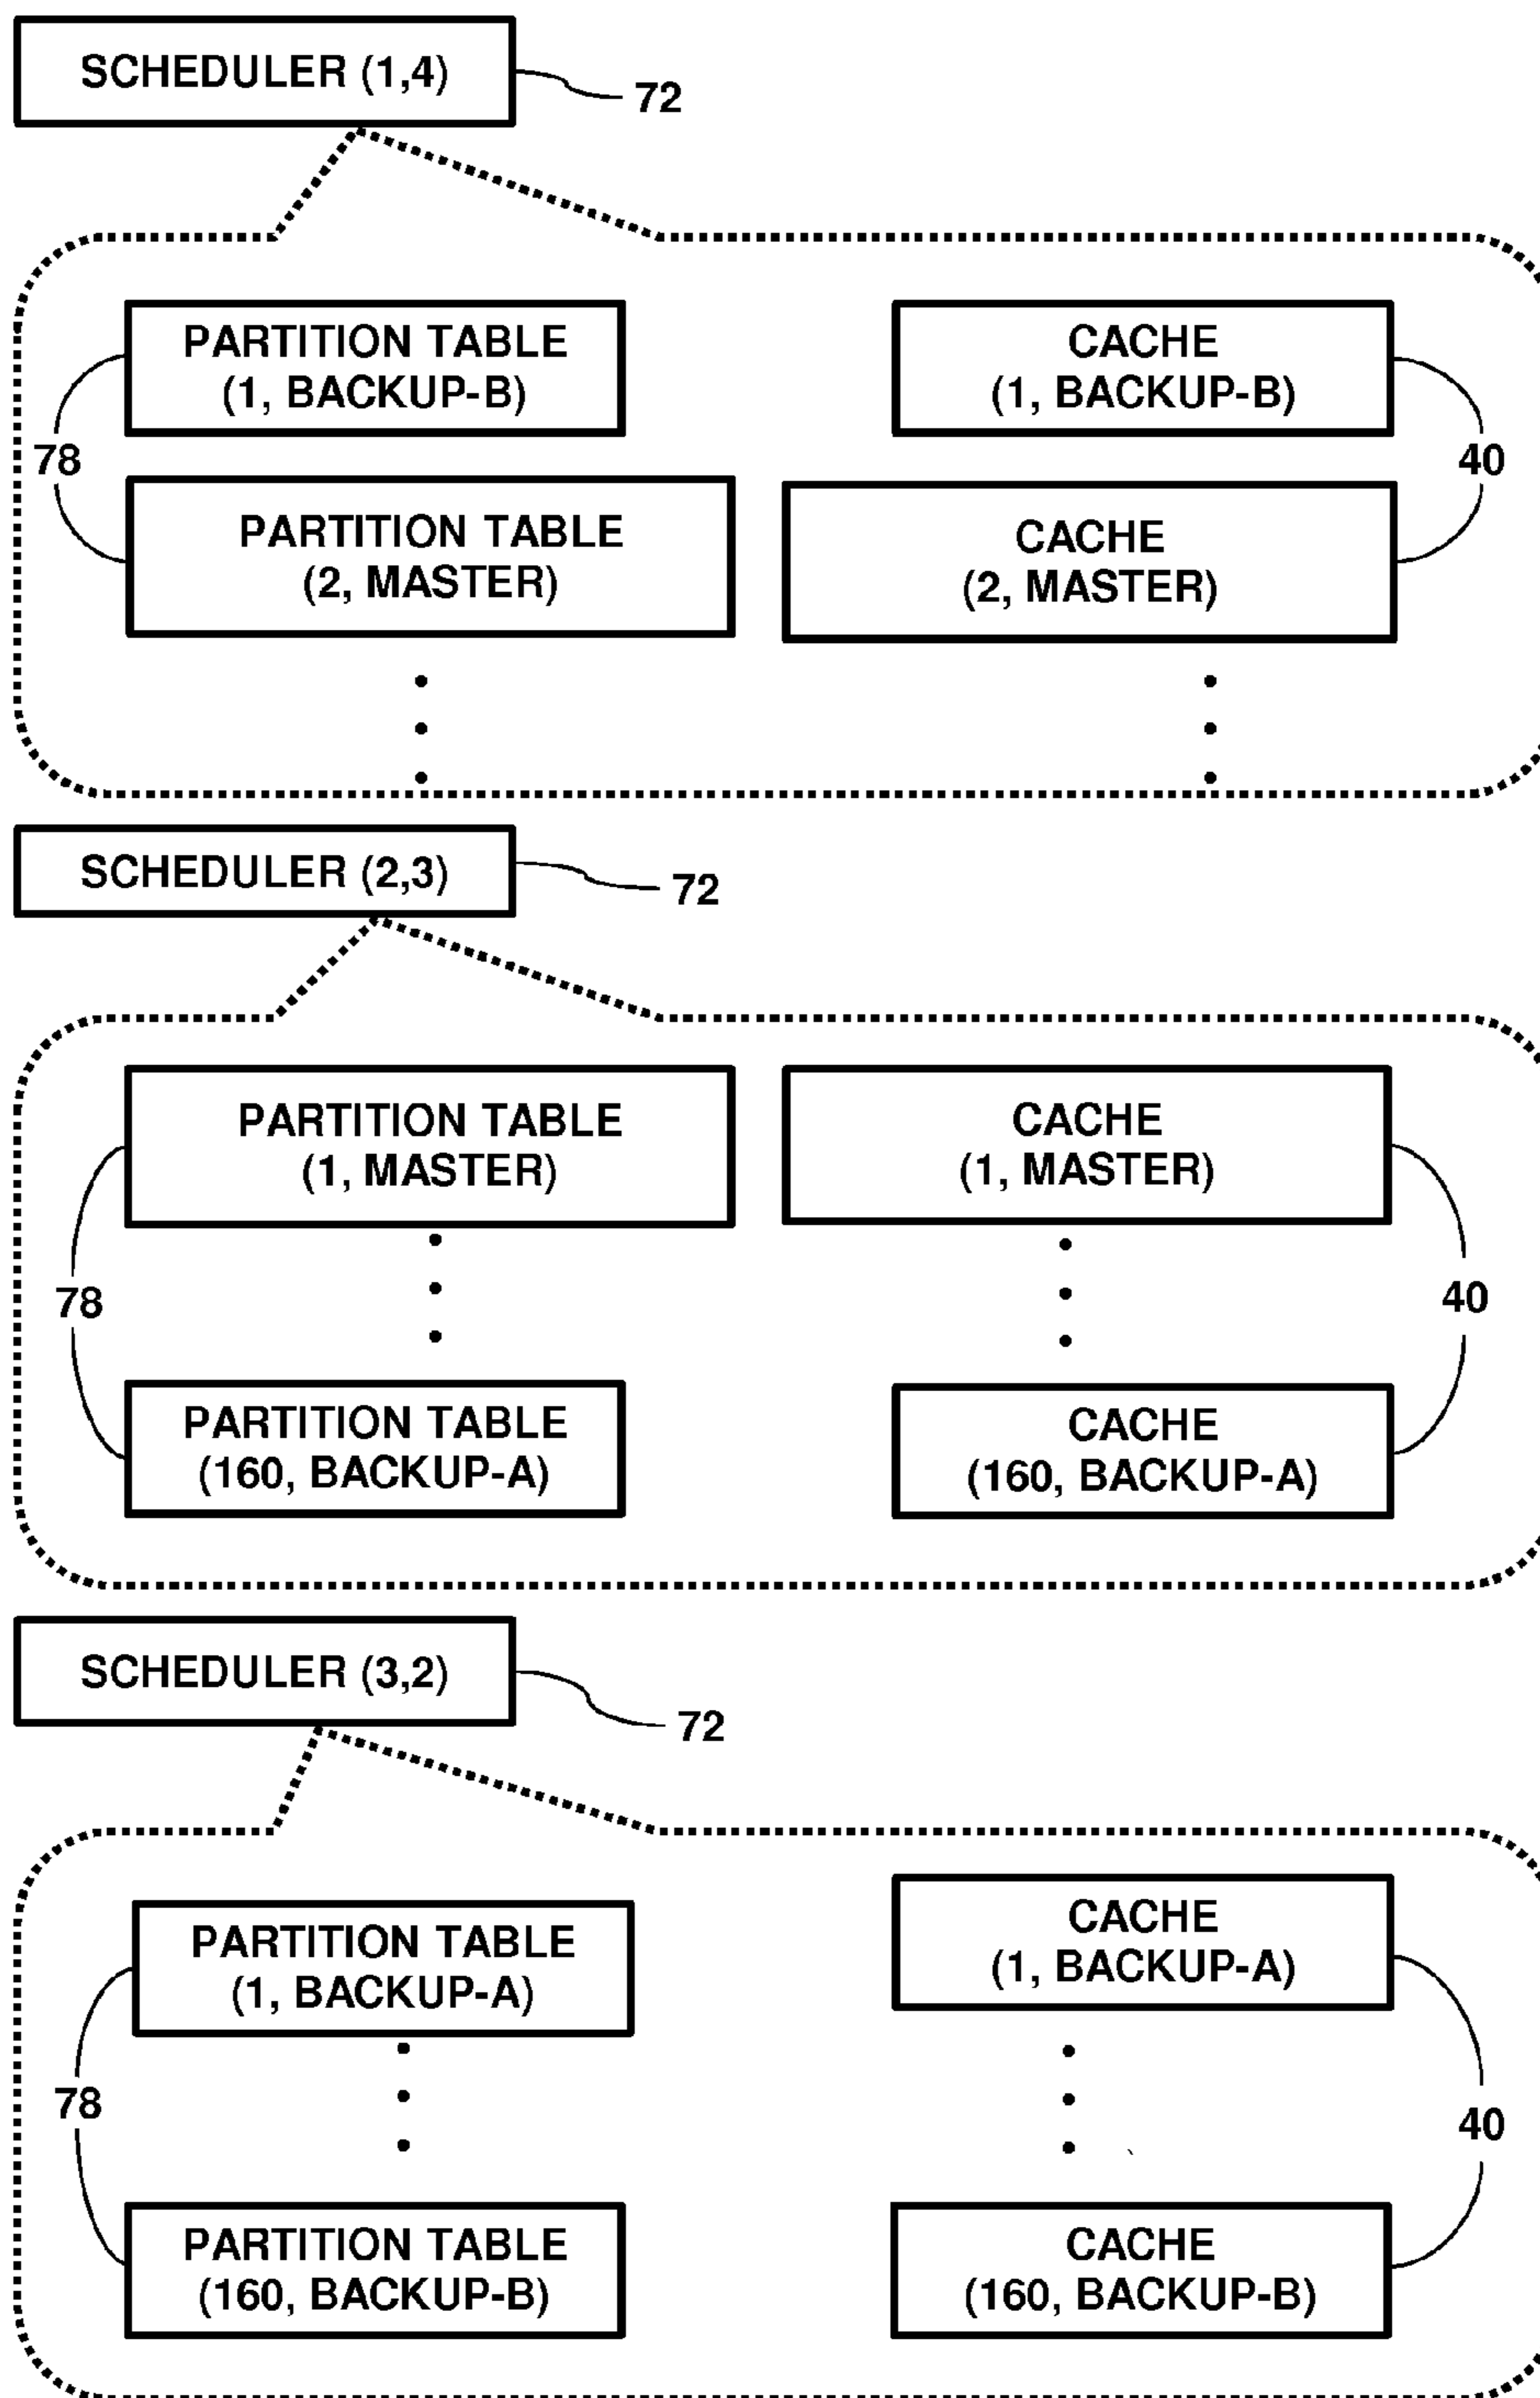 SCHEDULER (1,4)
72
PARTITION TABLE
(1, BACKUP-B)
CACHE
(1, BACKUP-B)
78
40
PARTITION TABLE
(2, MASTER)
CACHE
(2, MASTER)
SCHEDULER (2,3)
72
PARTITION TABLE
(1, MASTER)
CACHE
(1, MASTER)
78
40
PARTITION TABLE
(160, BACKUP-A)
CACHE
(160, BACKUP-A)
SCHEDULER (3,2)
72
PARTITION TABLE
(1, BACKUP-A)
CACHE
(1, BACKUP-A)
78
40
PARTITION TABLE
(160, BACKUP-B)
CACHE
(160, BACKUP-B)